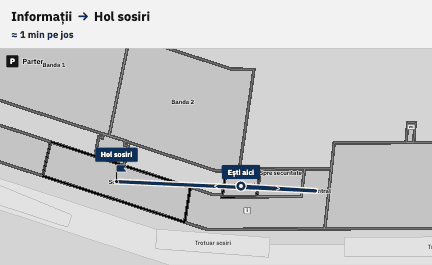 Informații → Hol sosiri
≈ 1 min pe jos
P Parter
Banda 1
Banda 2
Hol sosiri
Ești aici
Spre securitate
Trotuar sosiri